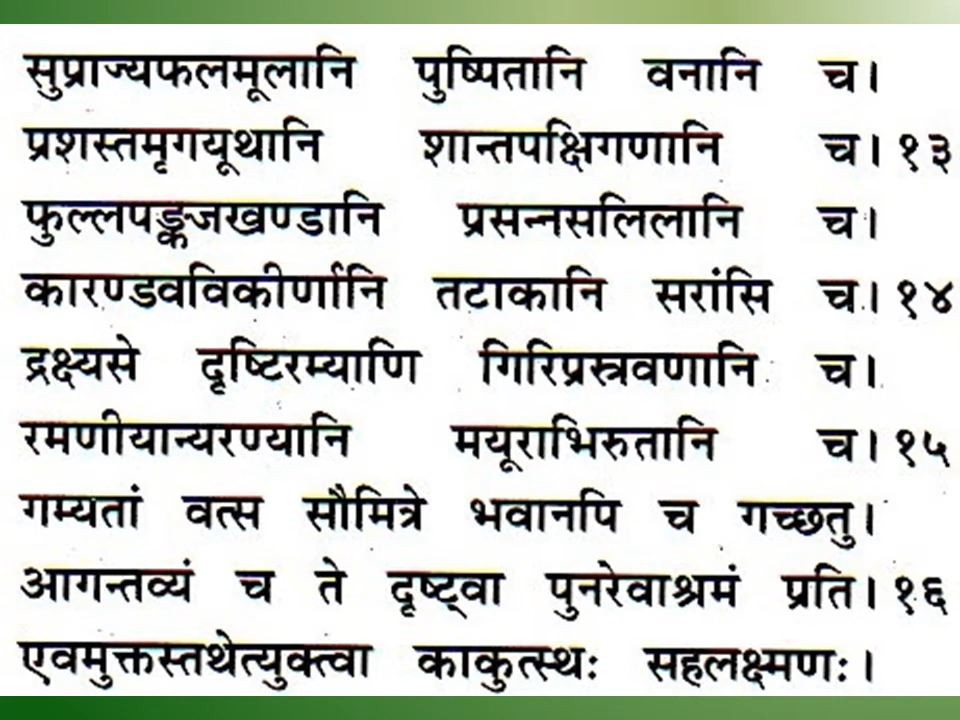 सुप्राज्यफलमूलानि पुष्पितानि वनानि च।
प्रशस्तमृगयूथानि शान्तपक्षिगणानि च। १३
फुल्लपङ्कजखण्डानि प्रसन्नसलिलानि च।
कारण्डवविकीर्णानि तटाकानि सरांसि च। १४
द्रक्ष्यसे दृष्टिरम्याणि गिरिप्रस्रवणानि च।
रमणीयान्यरण्यानि मयूराभिरुतानि च। १५
गम्यतां वत्स सौमित्रे भवानपि च गच्छतु।
आगन्तव्यं च ते दृष्ट्वा पुनरेवाश्रमं प्रति। १६
एवमुक्तस्तथेत्युक्त्वा काकुत्स्थः सहलक्ष्मणः।